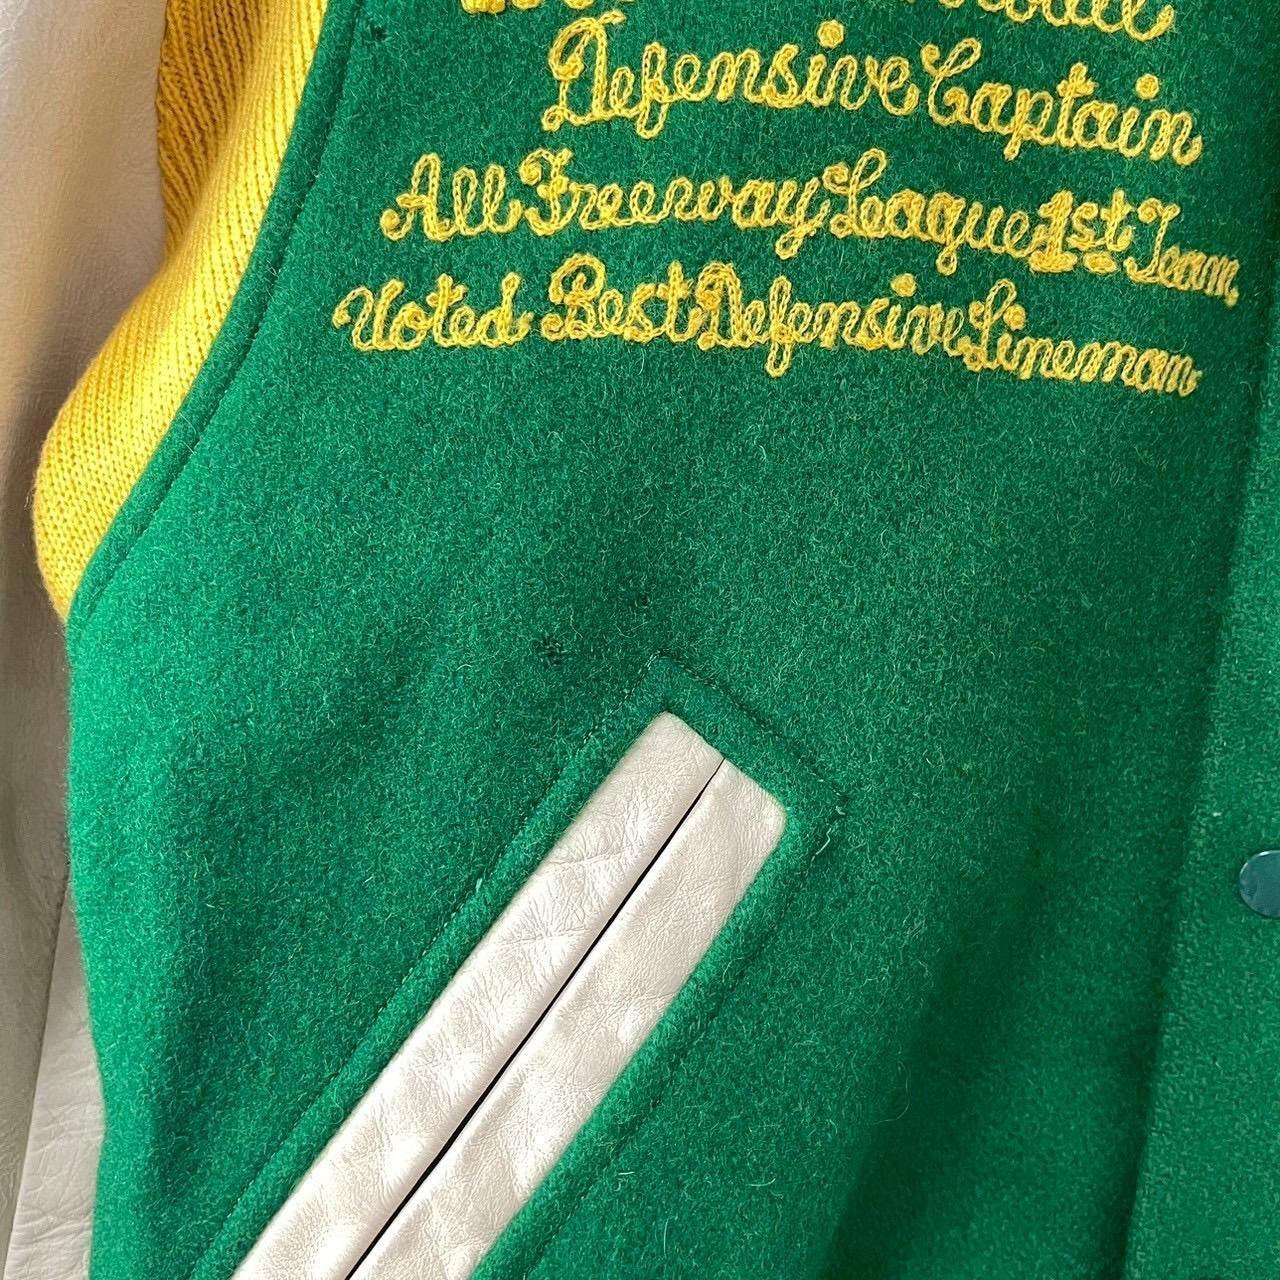 Defensive Captain
All Freeway League 1st Team,
Voted Best Defensive Lineman